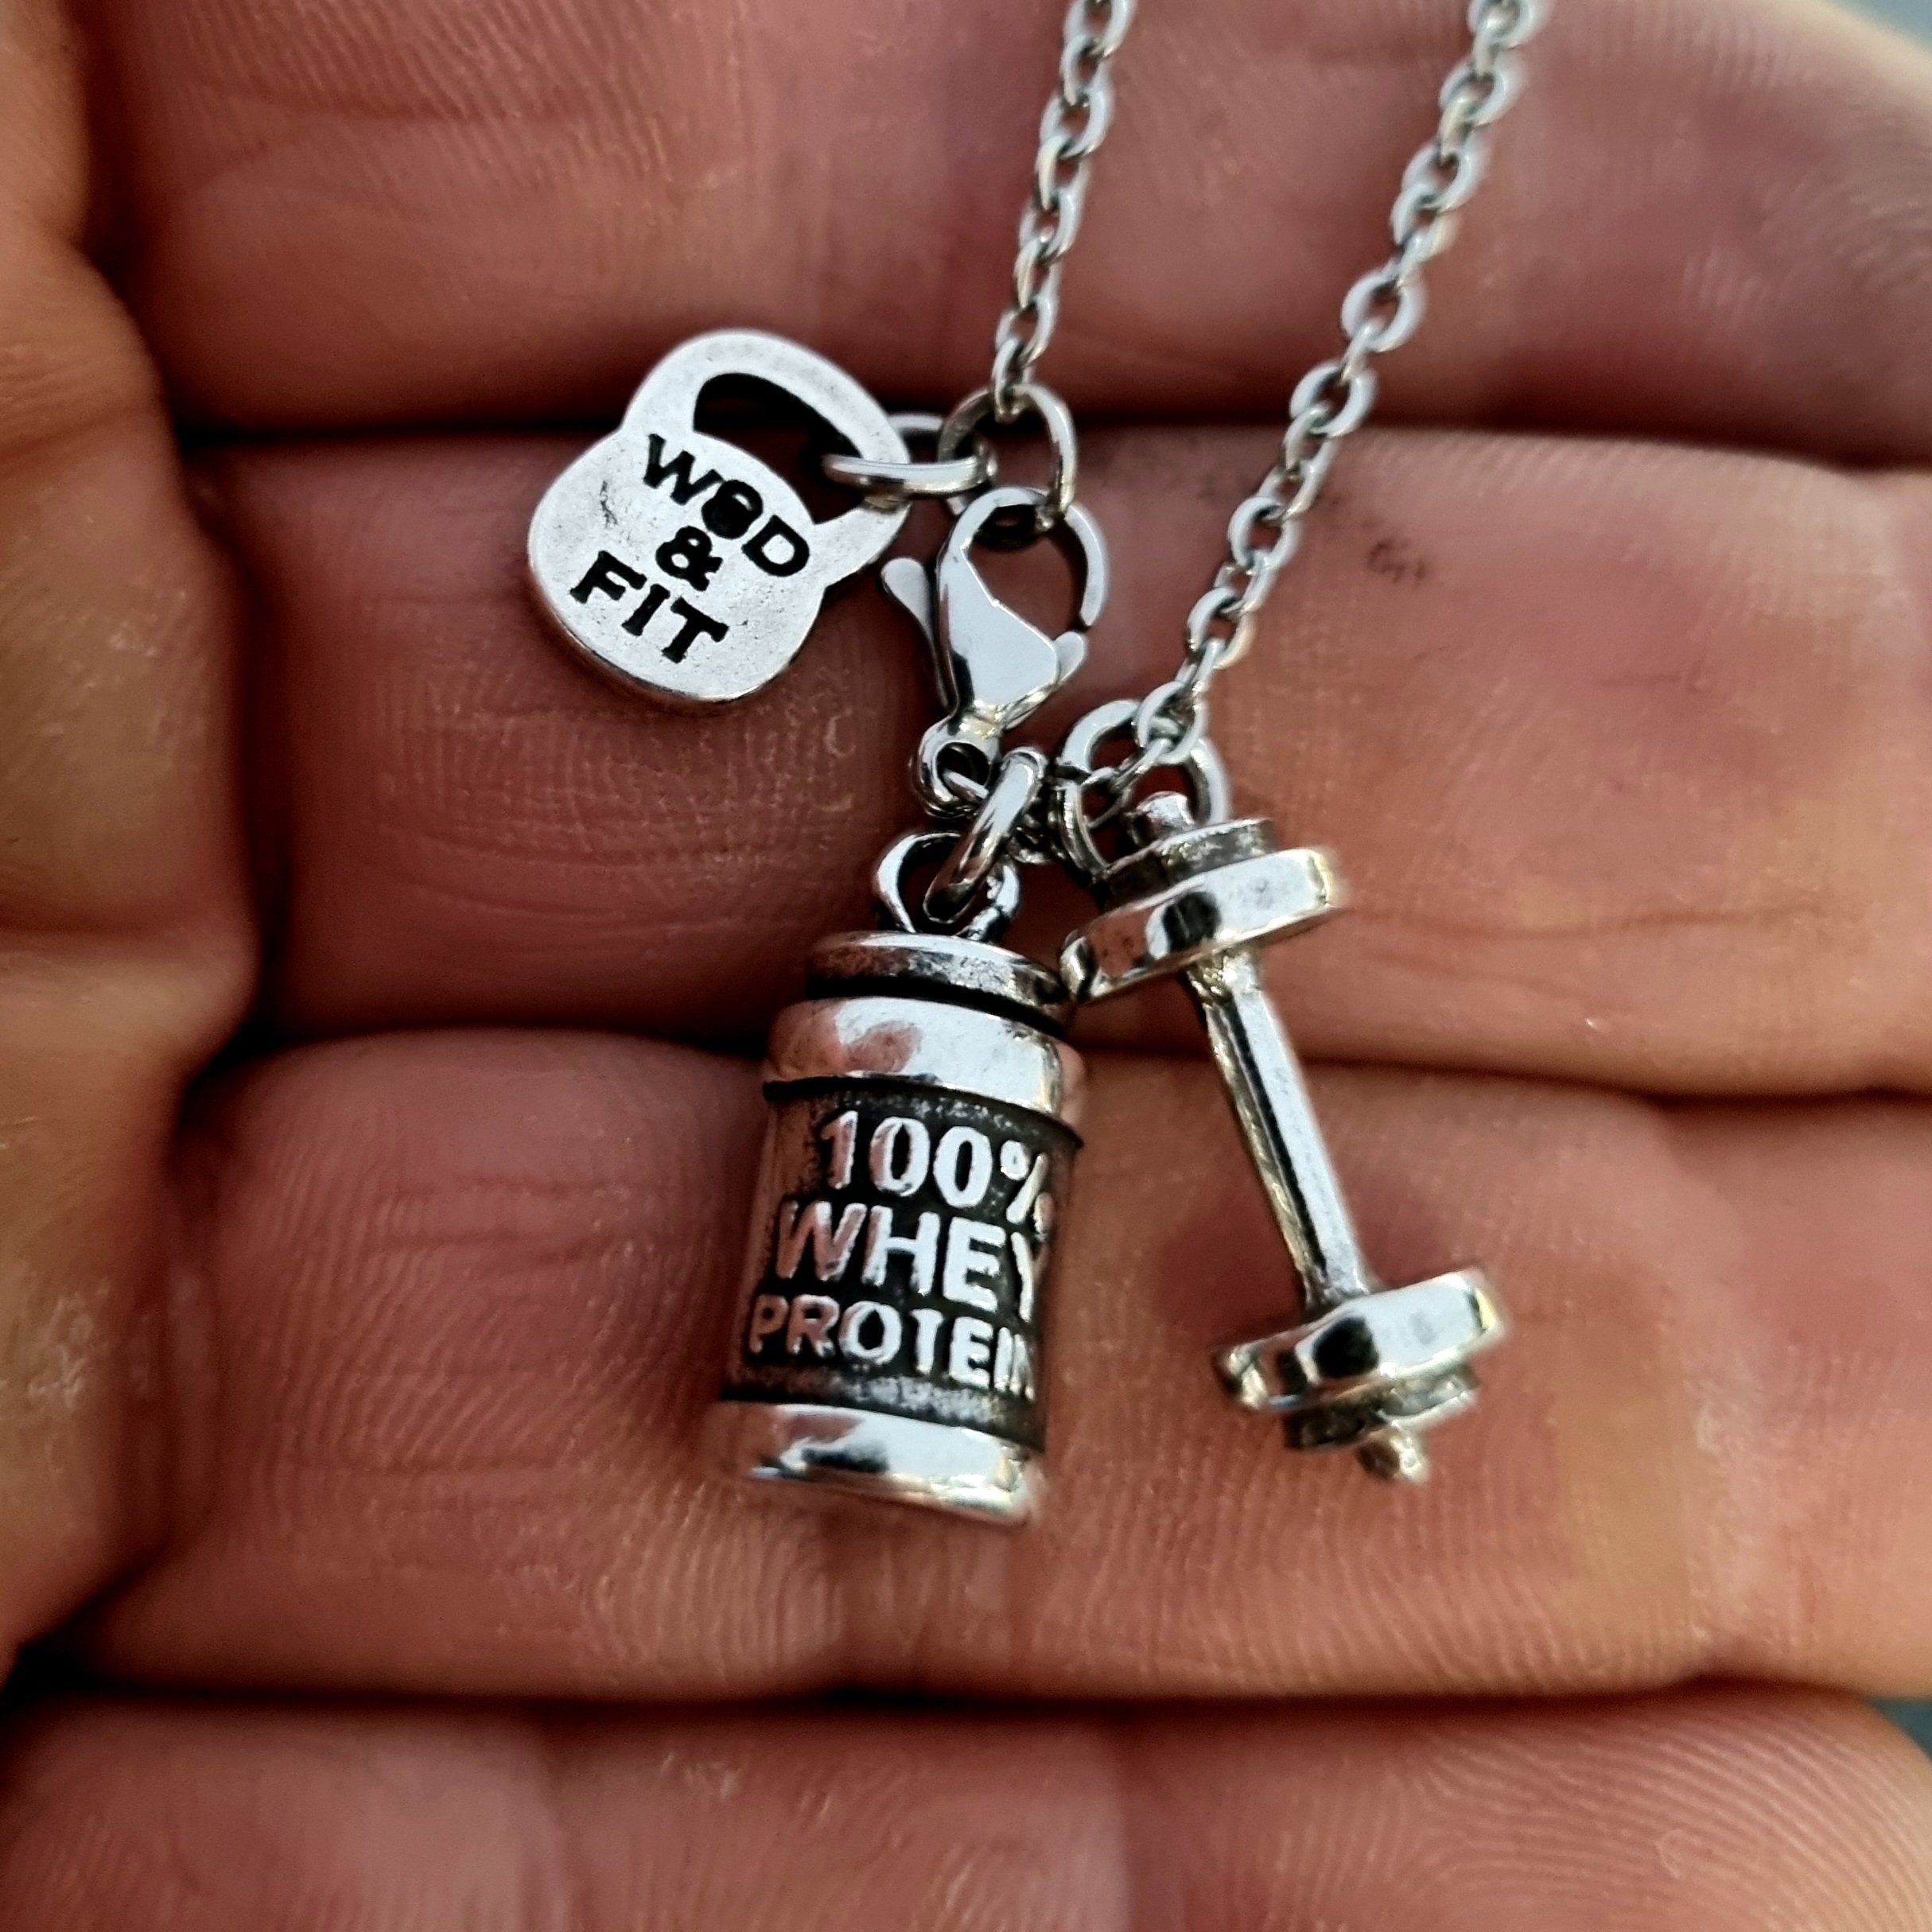 WOD
&
FIT
100%
WHEY
PROTEIN